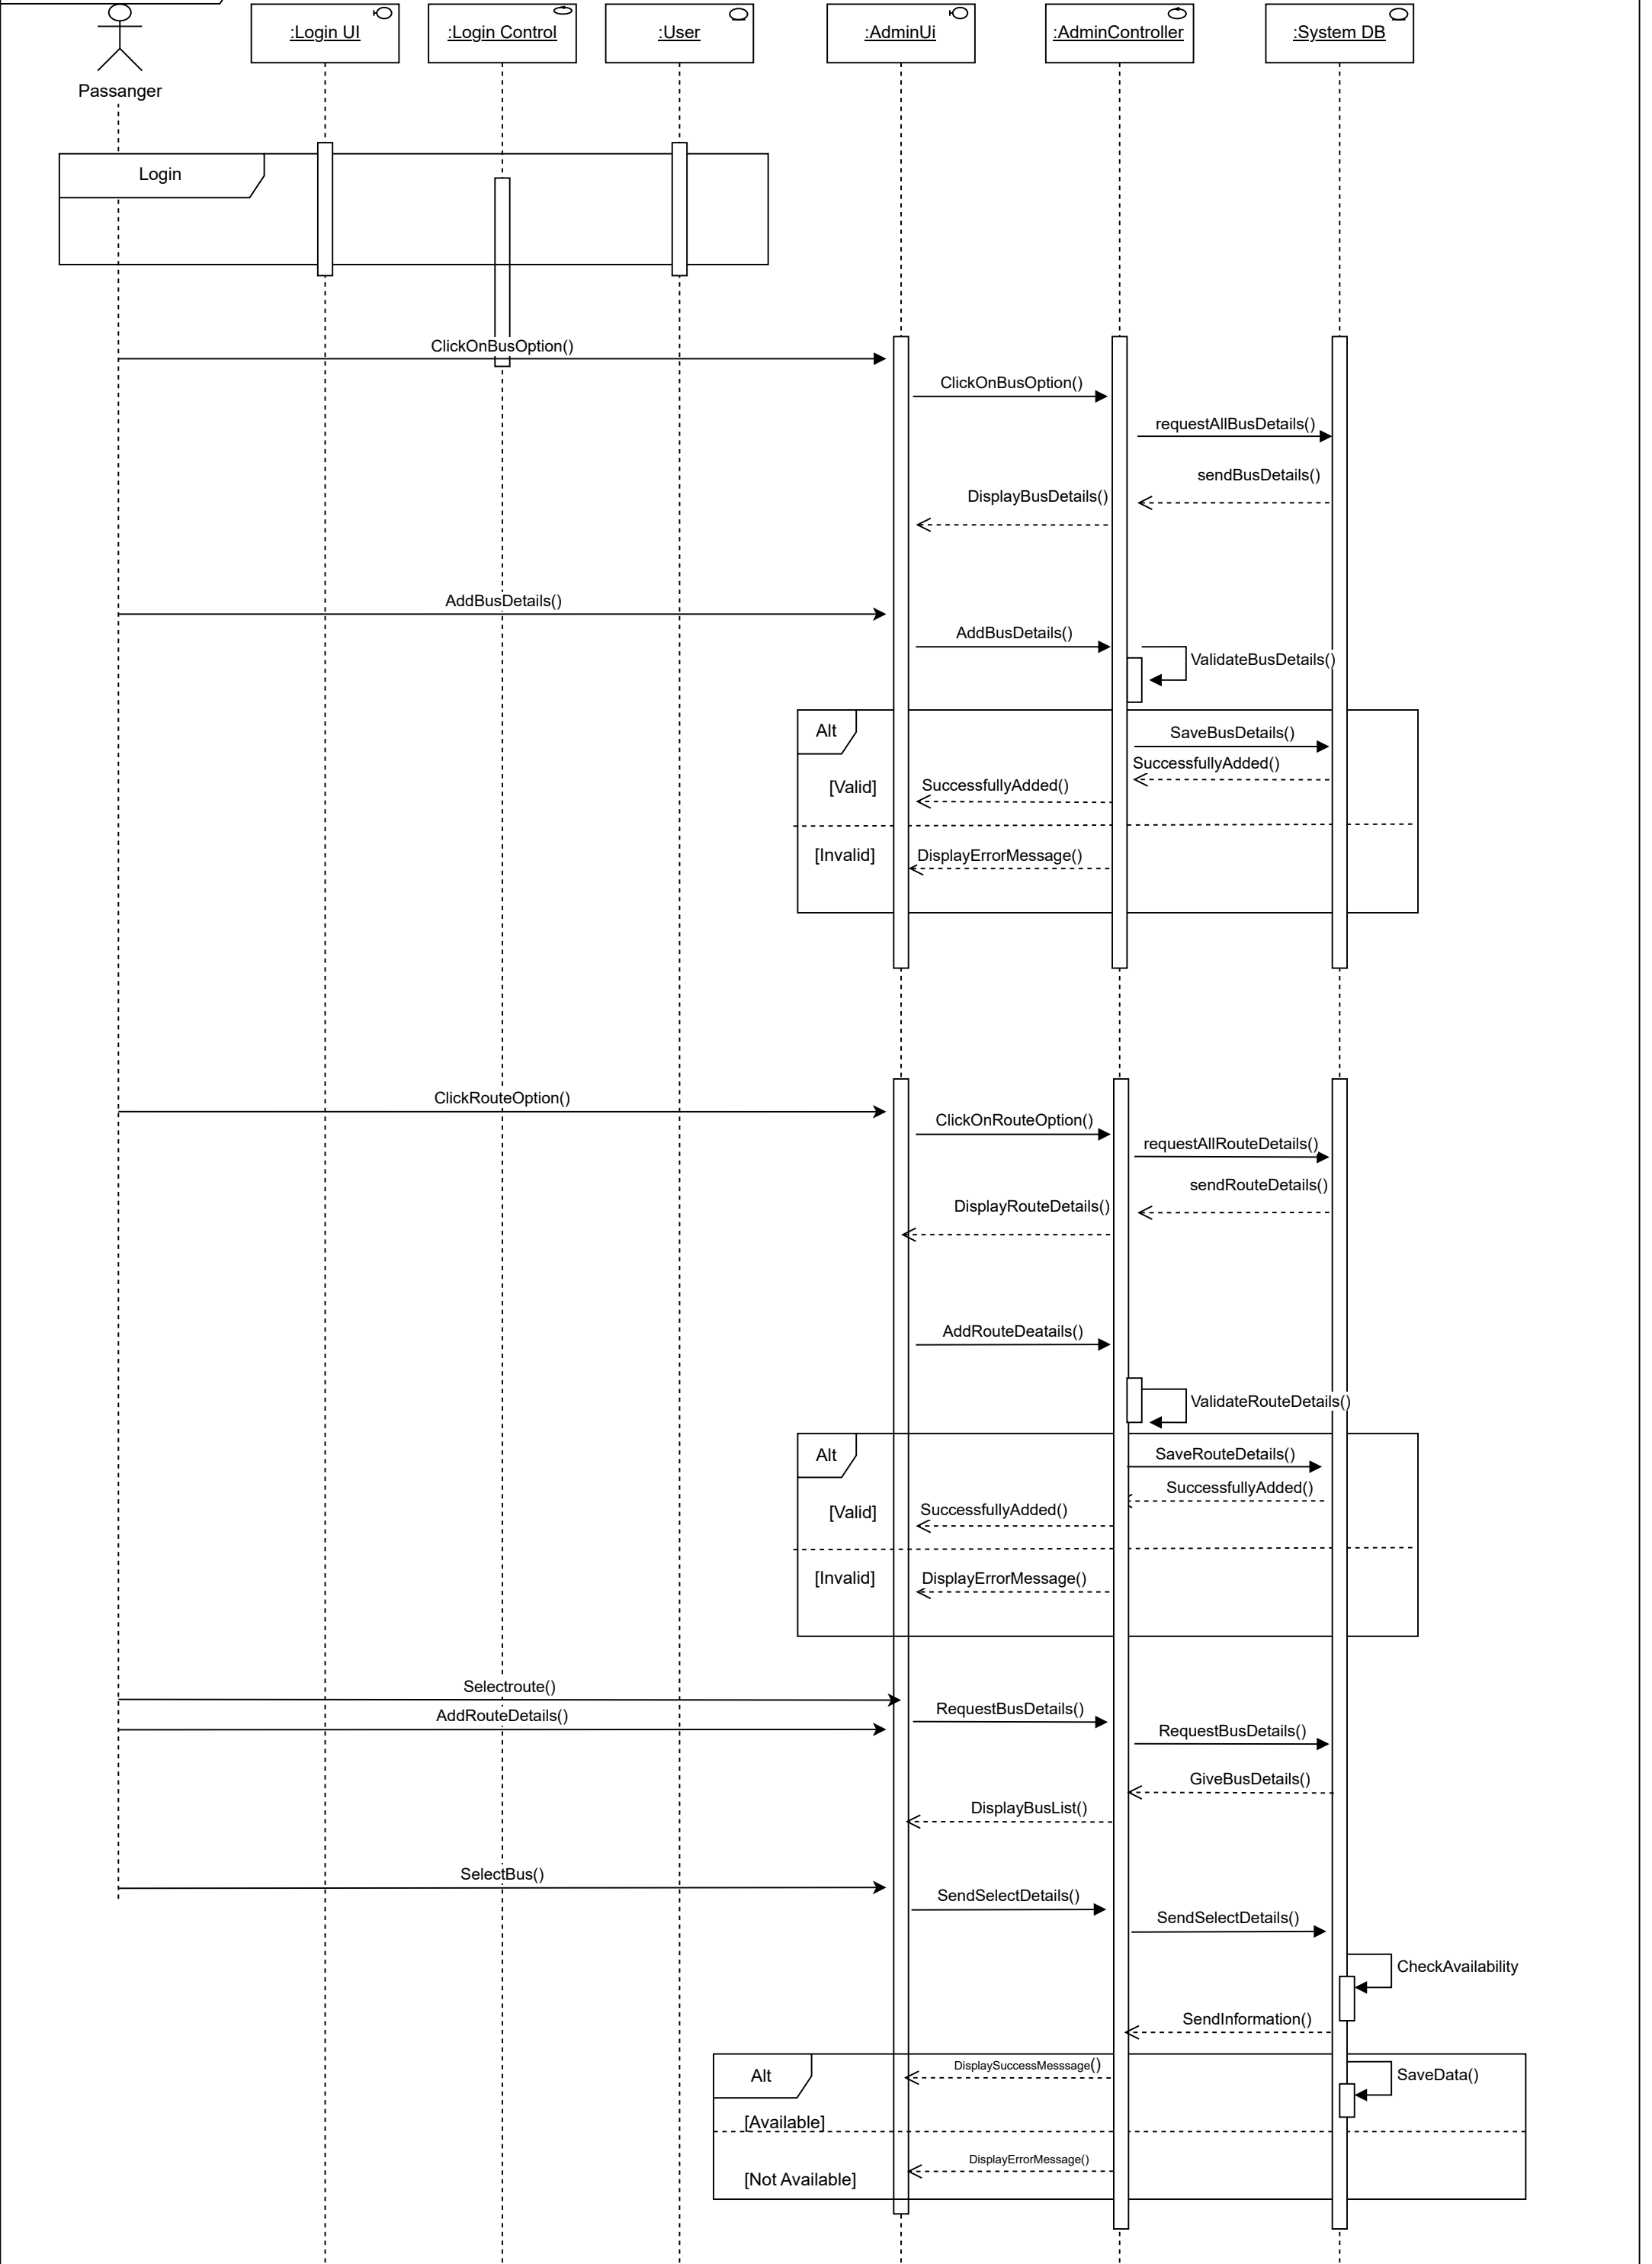 :Login UI
:Login Control
:User
:AdminUi
:AdminController
:System DB
Passanger
Login
ClickOnBusOption()
ClickOnBusOption()
requestAllBusDetails()
sendBusDetails()
DisplayBusDetails()
AddBusDetails()
AddBusDetails()
ValidateBusDetails()
Alt
SaveBusDetails()
SuccessfullyAdded()
[Valid]
SuccessfullyAdded()
[Invalid]
DisplayErrorMessage()
ClickRouteOption()
ClickOnRouteOption()
requestAllRouteDetails()
sendRouteDetails()
DisplayRouteDetails()
AddRouteDeatails()
ValidateRouteDetails()
Alt
SaveRouteDetails()
SuccessfullyAdded()
[Valid]
SuccessfullyAdded()
[Invalid]
DisplayErrorMessage()
Selectroute()
RequestBusDetails()
AddRouteDetails()
RequestBusDetails()
GiveBusDetails()
DisplayBusList()
SelectBus()
SendSelectDetails()
SendSelectDetails()
CheckAvailability
SendInformation()
Alt
DisplaySuccessMesssage()
SaveData()
[Available]
DisplayErrorMessage()
[Not Available]